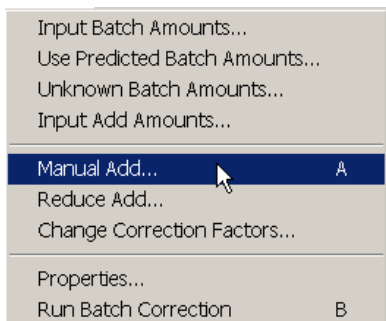 Input Batch Amounts...
Use Predicted Batch Amounts...
Unknown Batch Amounts...
Input Add Amounts...
Manual Add... A
Reduce Add...
Change Correction Factors...
Properties...
Run Batch Correction B